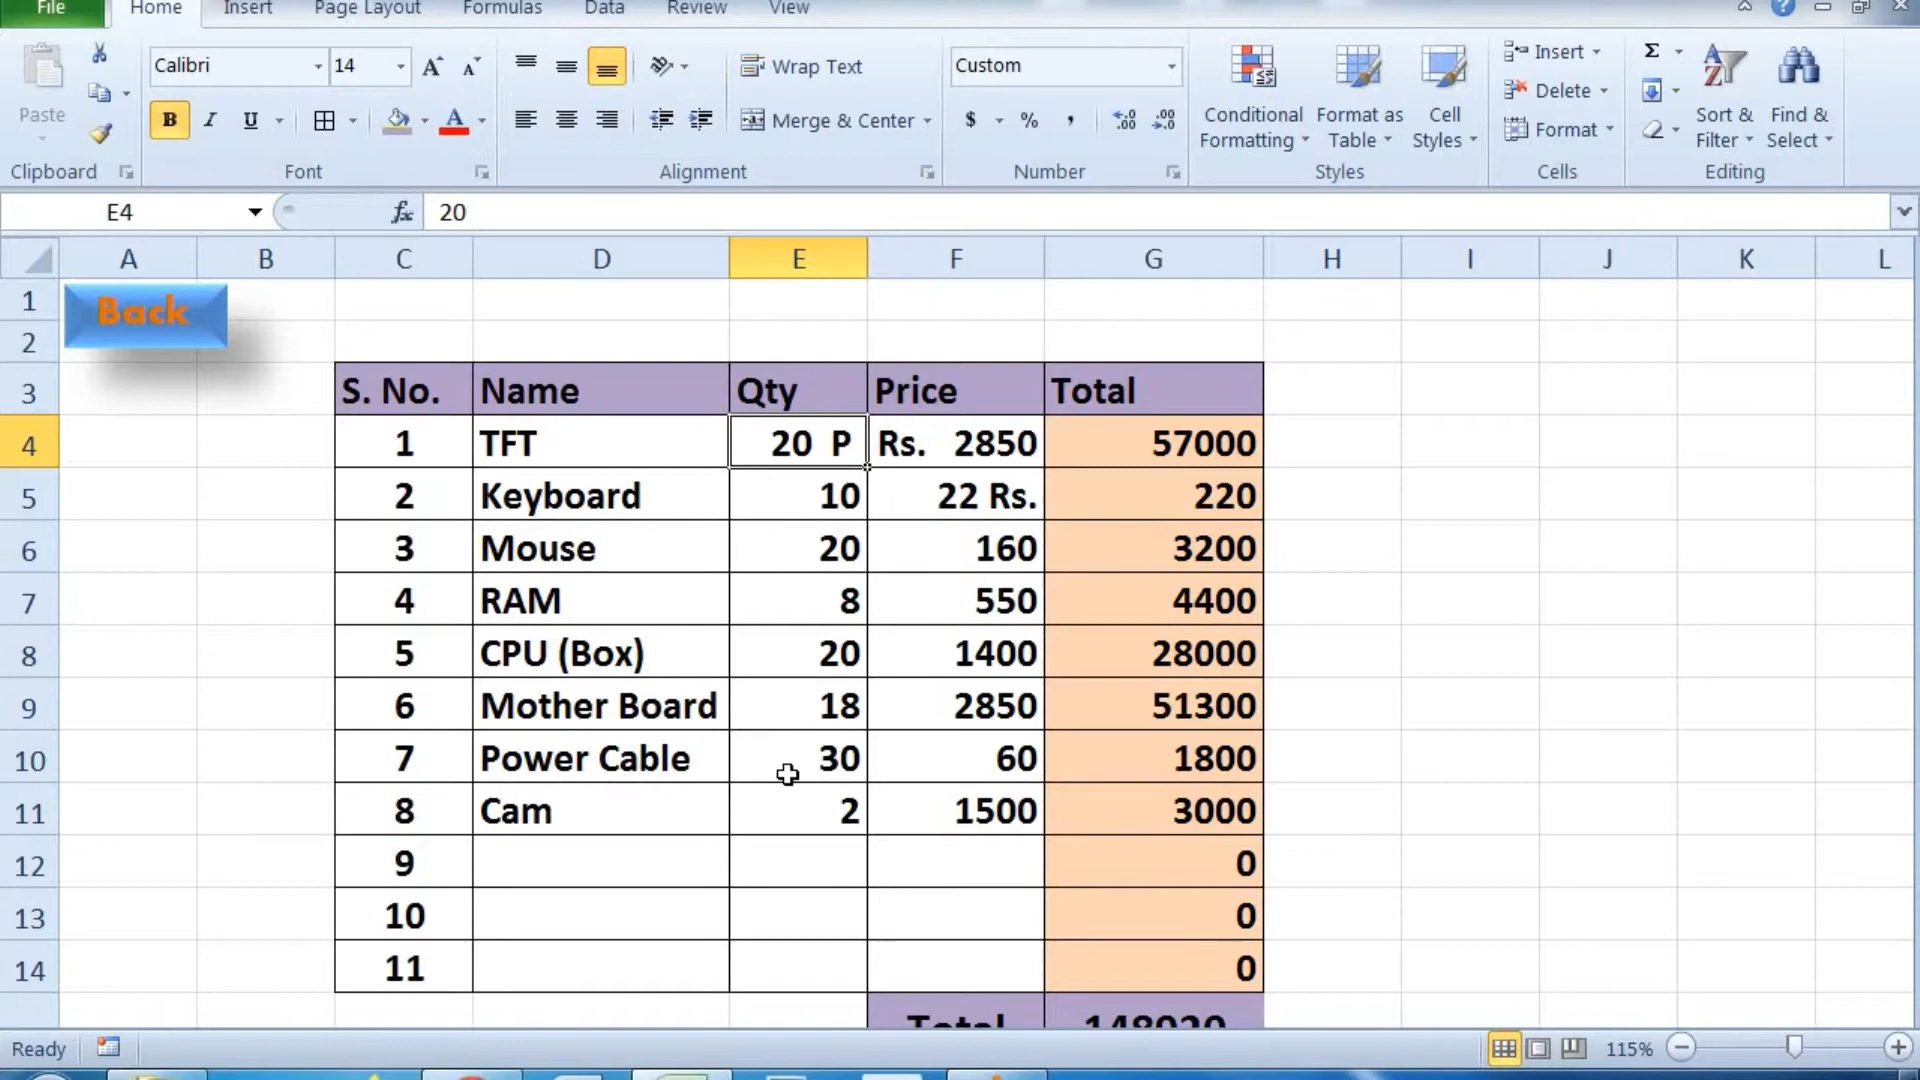 File Home Insert Page Layout Formulas Data Review View
Calibri 14 Wrap Text Custom Insert
Paste B I U Merge & Center $ % , Conditional Formatting Format as Table Cell Styles Delete Format Σ Sort & Filter Find & Select
Clipboard Font Alignment Number Styles Cells Editing
E4 fx 20
A B C D E F G H I J K L
1 Back
2
3 S. No. Name Qty Price Total
4 1 TFT 20 P Rs. 2850 57000
5 2 Keyboard 10 22 Rs. 220
6 3 Mouse 20 160 3200
7 4 RAM 8 550 4400
8 5 CPU (Box) 20 1400 28000
9 6 Mother Board 18 2850 51300
10 7 Power Cable 30 60 1800
11 8 Cam 2 1500 3000
12 9 0
13 10 0
14 11 0
Total 148920
Ready 115%